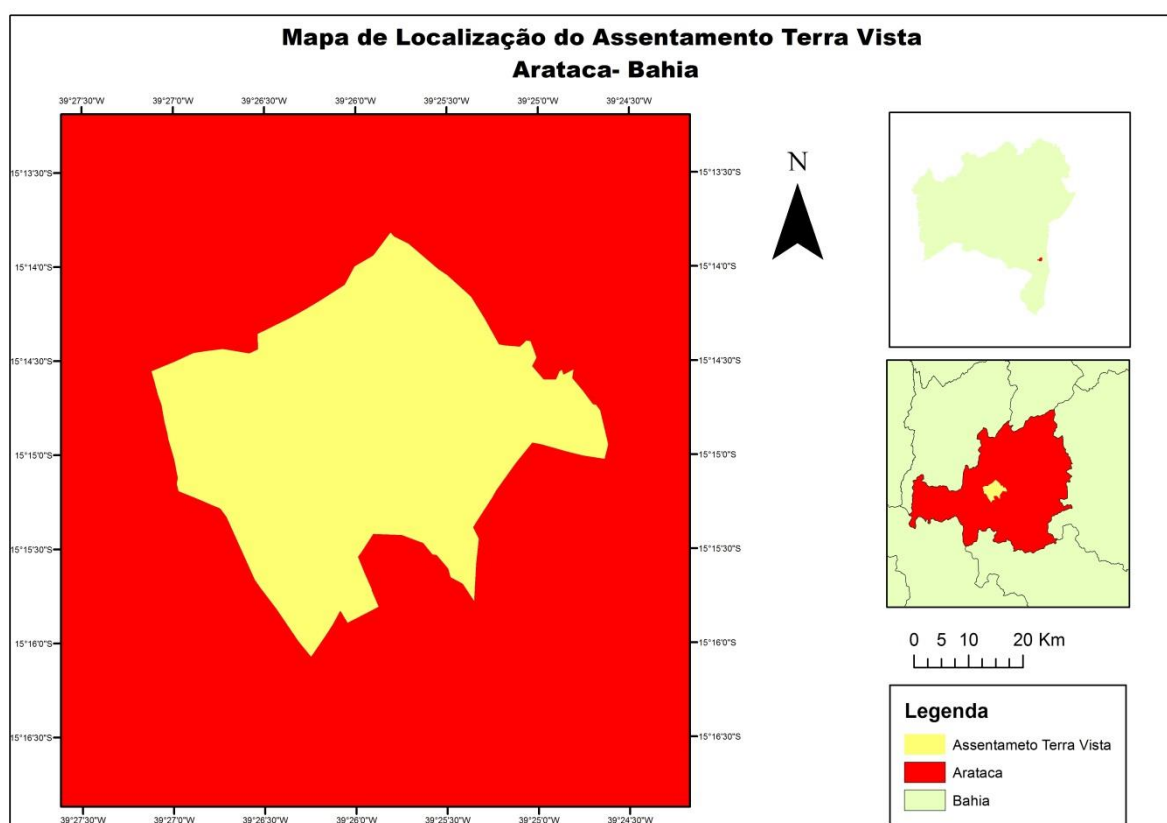 Mapa de Localização do Assentamento Terra Vista
Arataca- Bahia
39°27'30"W 39°27'0"W 39°26'30"W 39°26'0"W 39°25'30"W 39°25'0"W 39°24'30"W
15°13'30"S 15°13'30"S
15°14'0"S 15°14'0"S
15°14'30"S 15°14'30"S
15°15'0"S 15°15'0"S
15°15'30"S 15°15'30"S
15°16'0"S 15°16'0"S
15°16'30"S 15°16'30"S
39°27'30"W 39°27'0"W 39°26'30"W 39°26'0"W 39°25'30"W 39°25'0"W 39°24'30"W
N
0 5 10 20 Km
Legenda
Assentameto Terra Vista
Arataca
Bahia